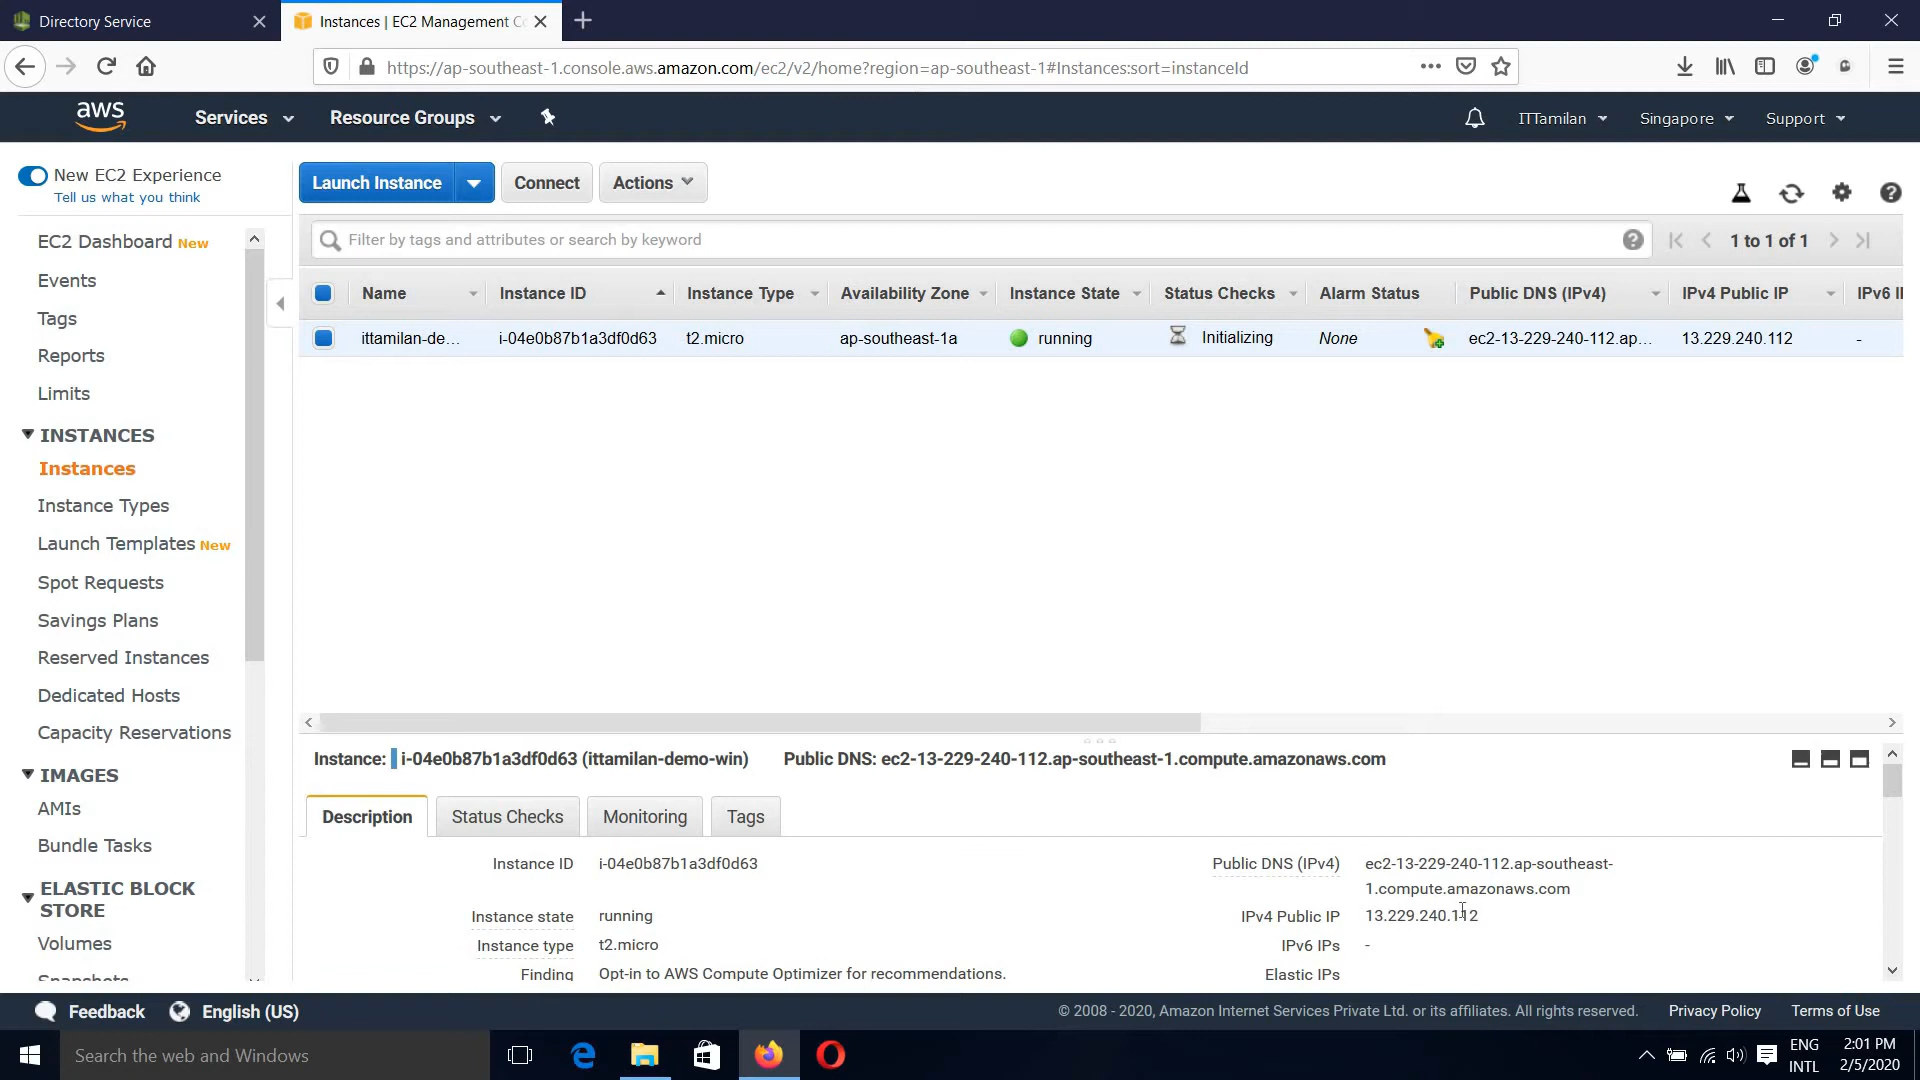 Directory Service
Instances | EC2 Management Co
https://ap-southeast-1.console.aws.amazon.com/ec2/v2/home?region=ap-southeast-1#Instances:sort=instanceId
aws
Services
Resource Groups
ITTamilan
Singapore
Support
New EC2 Experience
Tell us what you think
EC2 Dashboard New
Events
Tags
Reports
Limits
INSTANCES
Instances
Instance Types
Launch Templates New
Spot Requests
Savings Plans
Reserved Instances
Dedicated Hosts
Capacity Reservations
IMAGES
AMIs
Bundle Tasks
ELASTIC BLOCK
STORE
Volumes
Snapshots
Launch Instance
Connect
Actions
Filter by tags and attributes or search by keyword
1 to 1 of 1
Name
Instance ID
Instance Type
Availability Zone
Instance State
Status Checks
Alarm Status
Public DNS (IPv4)
IPv4 Public IP
IPv6 I
ittamilan-de...
i-04e0b87b1a3df0d63
t2.micro
ap-southeast-1a
running
Initializing
None
ec2-13-229-240-112.ap...
13.229.240.112
-
Instance: i-04e0b87b1a3df0d63 (ittamilan-demo-win)
Public DNS: ec2-13-229-240-112.ap-southeast-1.compute.amazonaws.com
Description
Status Checks
Monitoring
Tags
Instance ID
i-04e0b87b1a3df0d63
Public DNS (IPv4)
ec2-13-229-240-112.ap-southeast-
1.compute.amazonaws.com
Instance state
running
IPv4 Public IP
13.229.240.112
Instance type
t2.micro
IPv6 IPs
-
Finding
Opt-in to AWS Compute Optimizer for recommendations.
Elastic IPs
Feedback
English (US)
© 2008 - 2020, Amazon Internet Services Private Ltd. or its affiliates. All rights reserved.
Privacy Policy
Terms of Use
Search the web and Windows
ENG
INTL
2:01 PM
2/5/2020